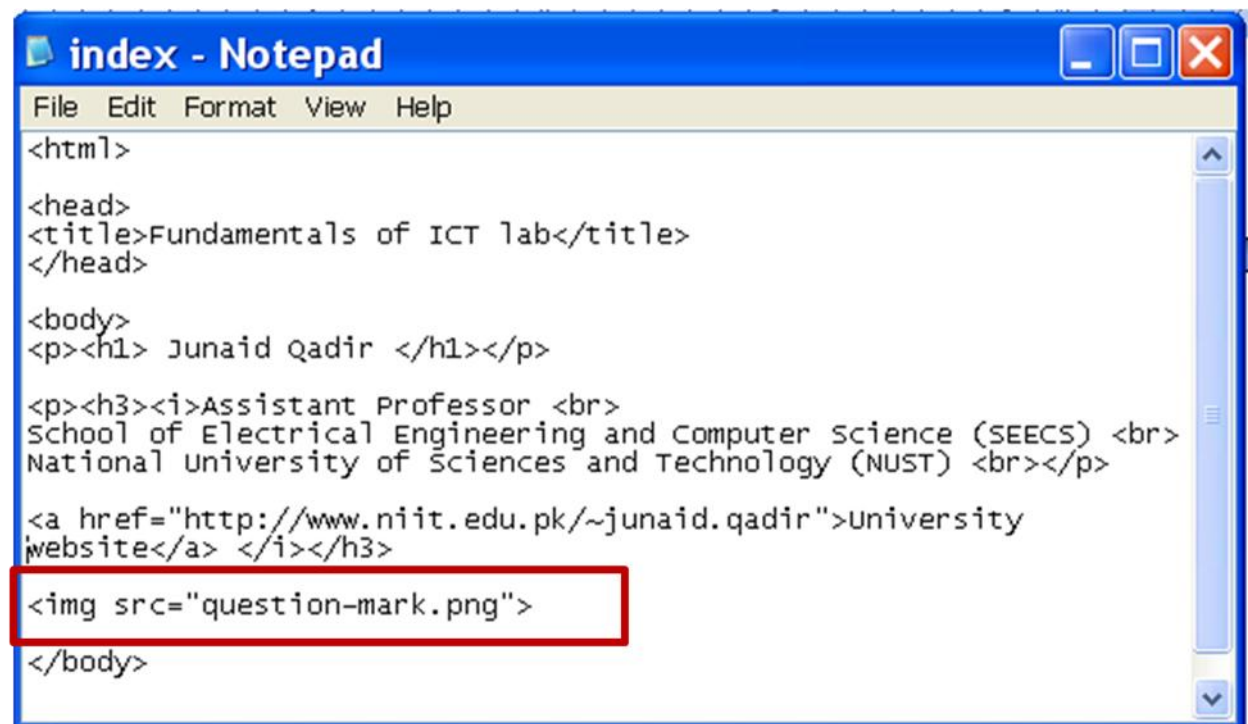 index - Notepad
File Edit Format View Help
<html>
<head>
<title>Fundamentals of ICT lab</title>
</head>
<body>
<p><h1> Junaid Qadir </h1></p>
<p><h3><i>Assistant Professor <br>
School of Electrical Engineering and Computer Science (SEECS) <br>
National University of Sciences and Technology (NUST) <br></p>
<a href="http://www.niit.edu.pk/~junaid.qadir">University
website</a> </i></h3>
<img src="question-mark.png">
</body>